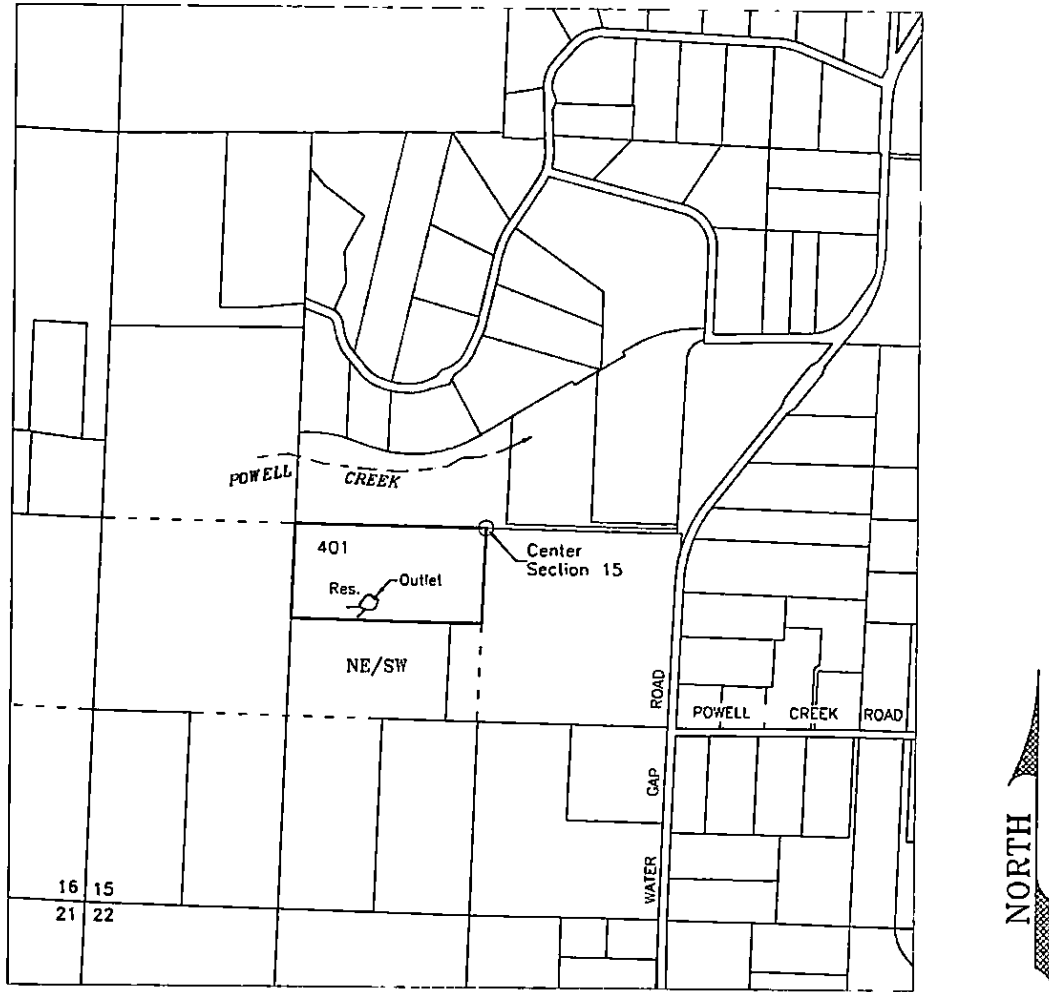 POWELL
CREEK
401
Center
Section 15
Res.
Outlet
NE/SW
ROAD
POWELL CREEK ROAD
GAP
WATER
16 15
21 22
NORTH